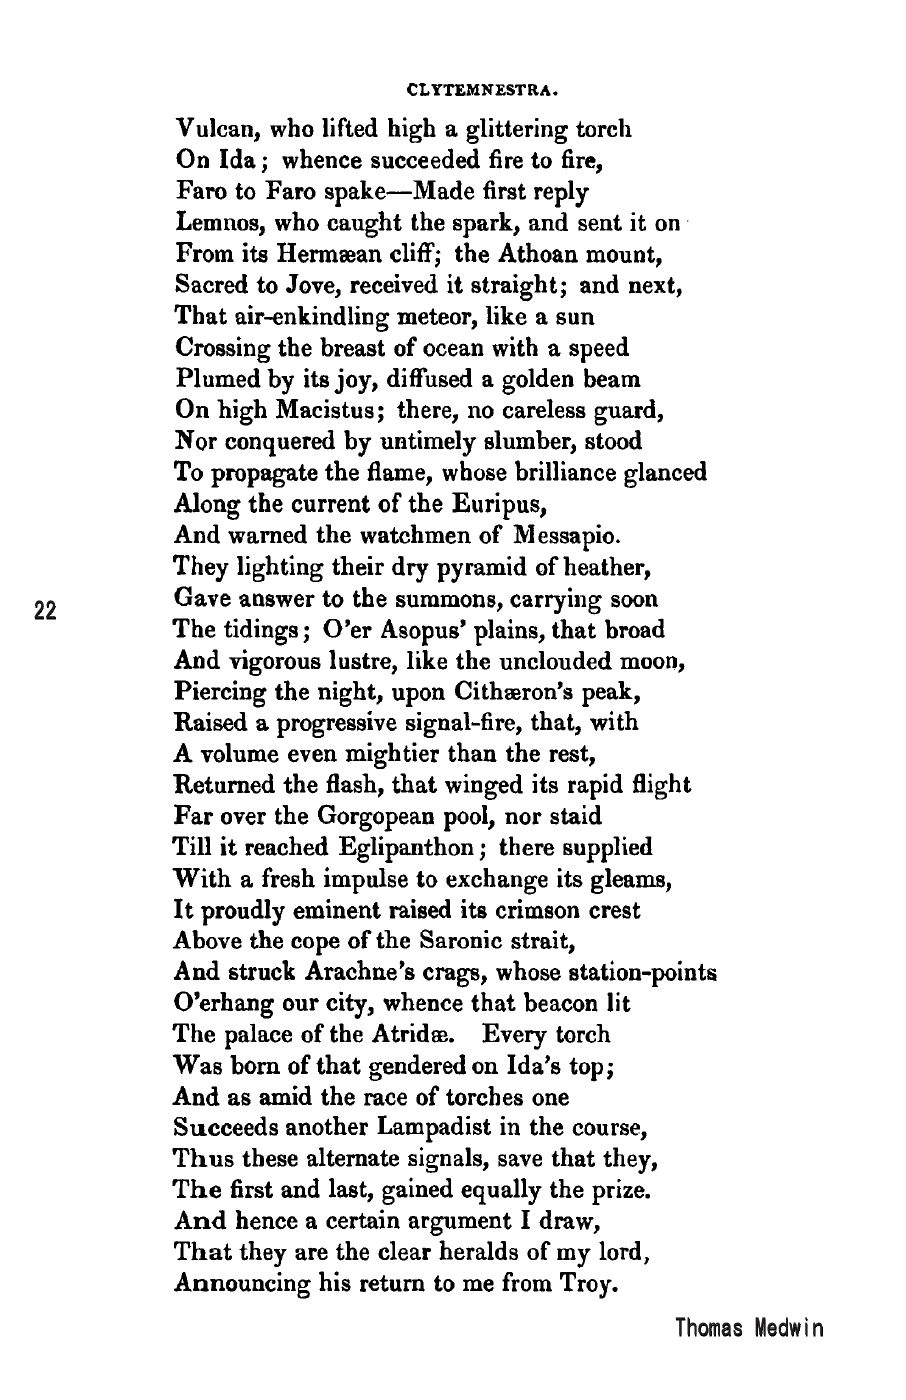 CLYTEMNESTRA.
Vulcan, who lifted high a glittering torch
On Ida; whence succeeded fire to fire,
Faro to Faro spake—Made first reply
Lemnos, who caught the spark, and sent it on
From its Hermæan cliff; the Athoan mount,
Sacred to Jove, received it straight; and next,
That air-enkindling meteor, like a sun
Crossing the breast of ocean with a speed
Plumed by its joy, diffused a golden beam
On high Macistus; there, no careless guard,
Nor conquered by untimely slumber, stood
To propagate the flame, whose brilliance glanced
Along the current of the Euripus,
And warned the watchmen of Messapio.
They lighting their dry pyramid of heather,
22
Gave answer to the summons, carrying soon
The tidings; O'er Asopus' plains, that broad
And vigorous lustre, like the unclouded moon,
Piercing the night, upon Cithæron's peak,
Raised a progressive signal-fire, that, with
A volume even mightier than the rest,
Returned the flash, that winged its rapid flight
Far over the Gorgopean pool, nor staid
Till it reached Eglipanthon; there supplied
With a fresh impulse to exchange its gleams,
It proudly eminent raised its crimson crest
Above the cope of the Saronic strait,
And struck Arachne's crags, whose station-points
O'erhang our city, whence that beacon lit
The palace of the Atridæ. Every torch
Was born of that gendered on Ida's top;
And as amid the race of torches one
Succeeds another Lampadist in the course,
Thus these alternate signals, save that they,
The first and last, gained equally the prize.
And hence a certain argument I draw,
That they are the clear heralds of my lord,
Announcing his return to me from Troy.
Thomas Medwin